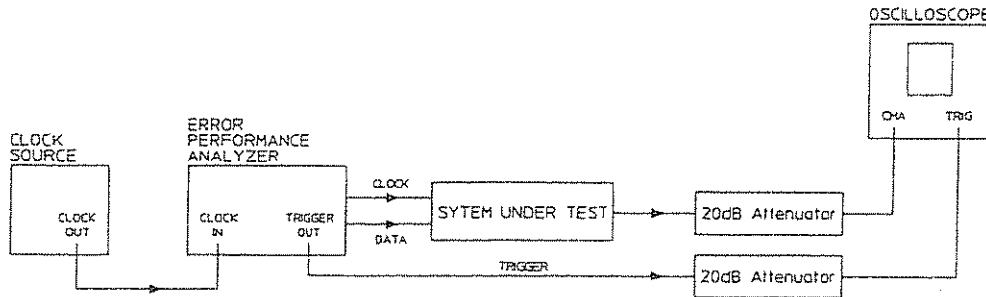 OSCILLOSCOPE
CHA
TRIG
CLOCK
SOURCE
CLOCK
OUT
ERROR
PERFORMANCE
ANALYZER
CLOCK
IN
TRIGGER
OUT
CLOCK
DATA
SYTEM UNDER TEST
20dB Attenuator
TRIGGER
20dB Attenuator